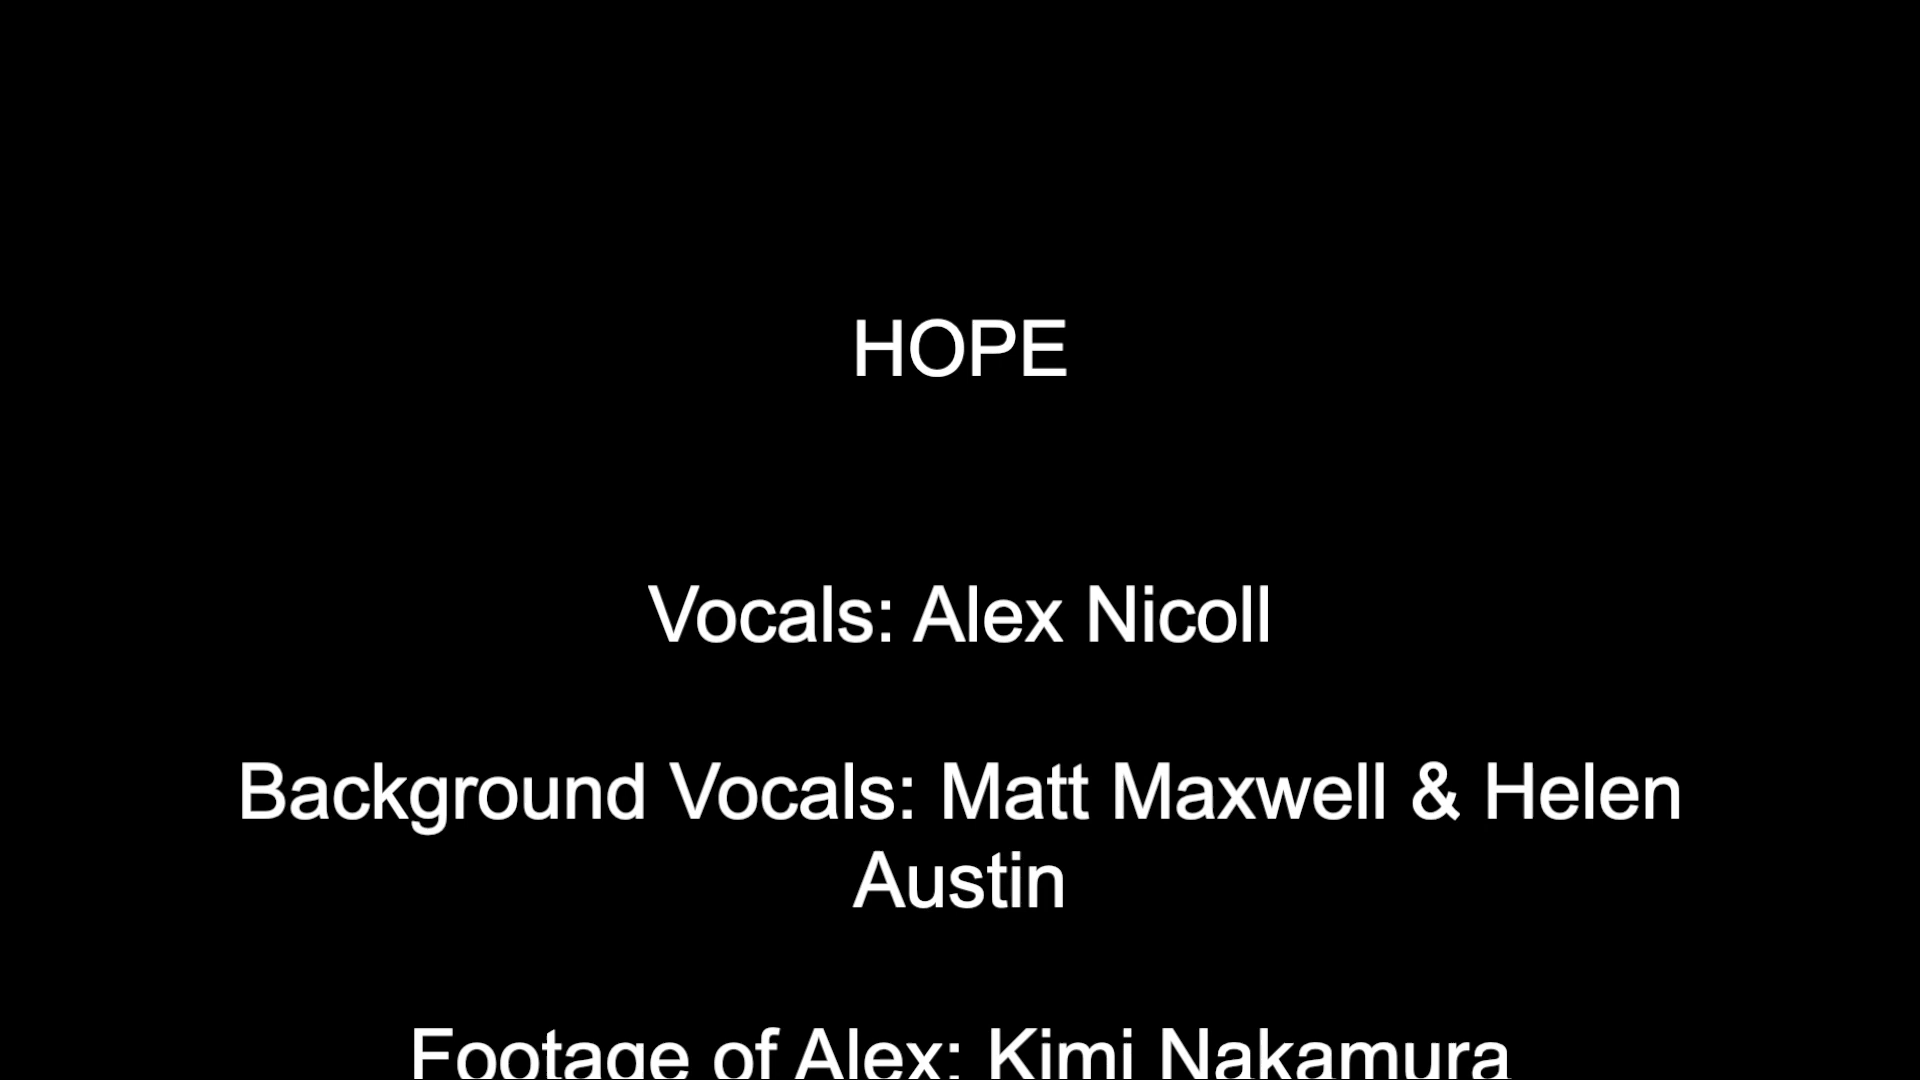 HOPE
Vocals: Alex Nicoll
Background Vocals: Matt Maxwell & Helen
Austin
Footage of Alex: Kimi Nakamura